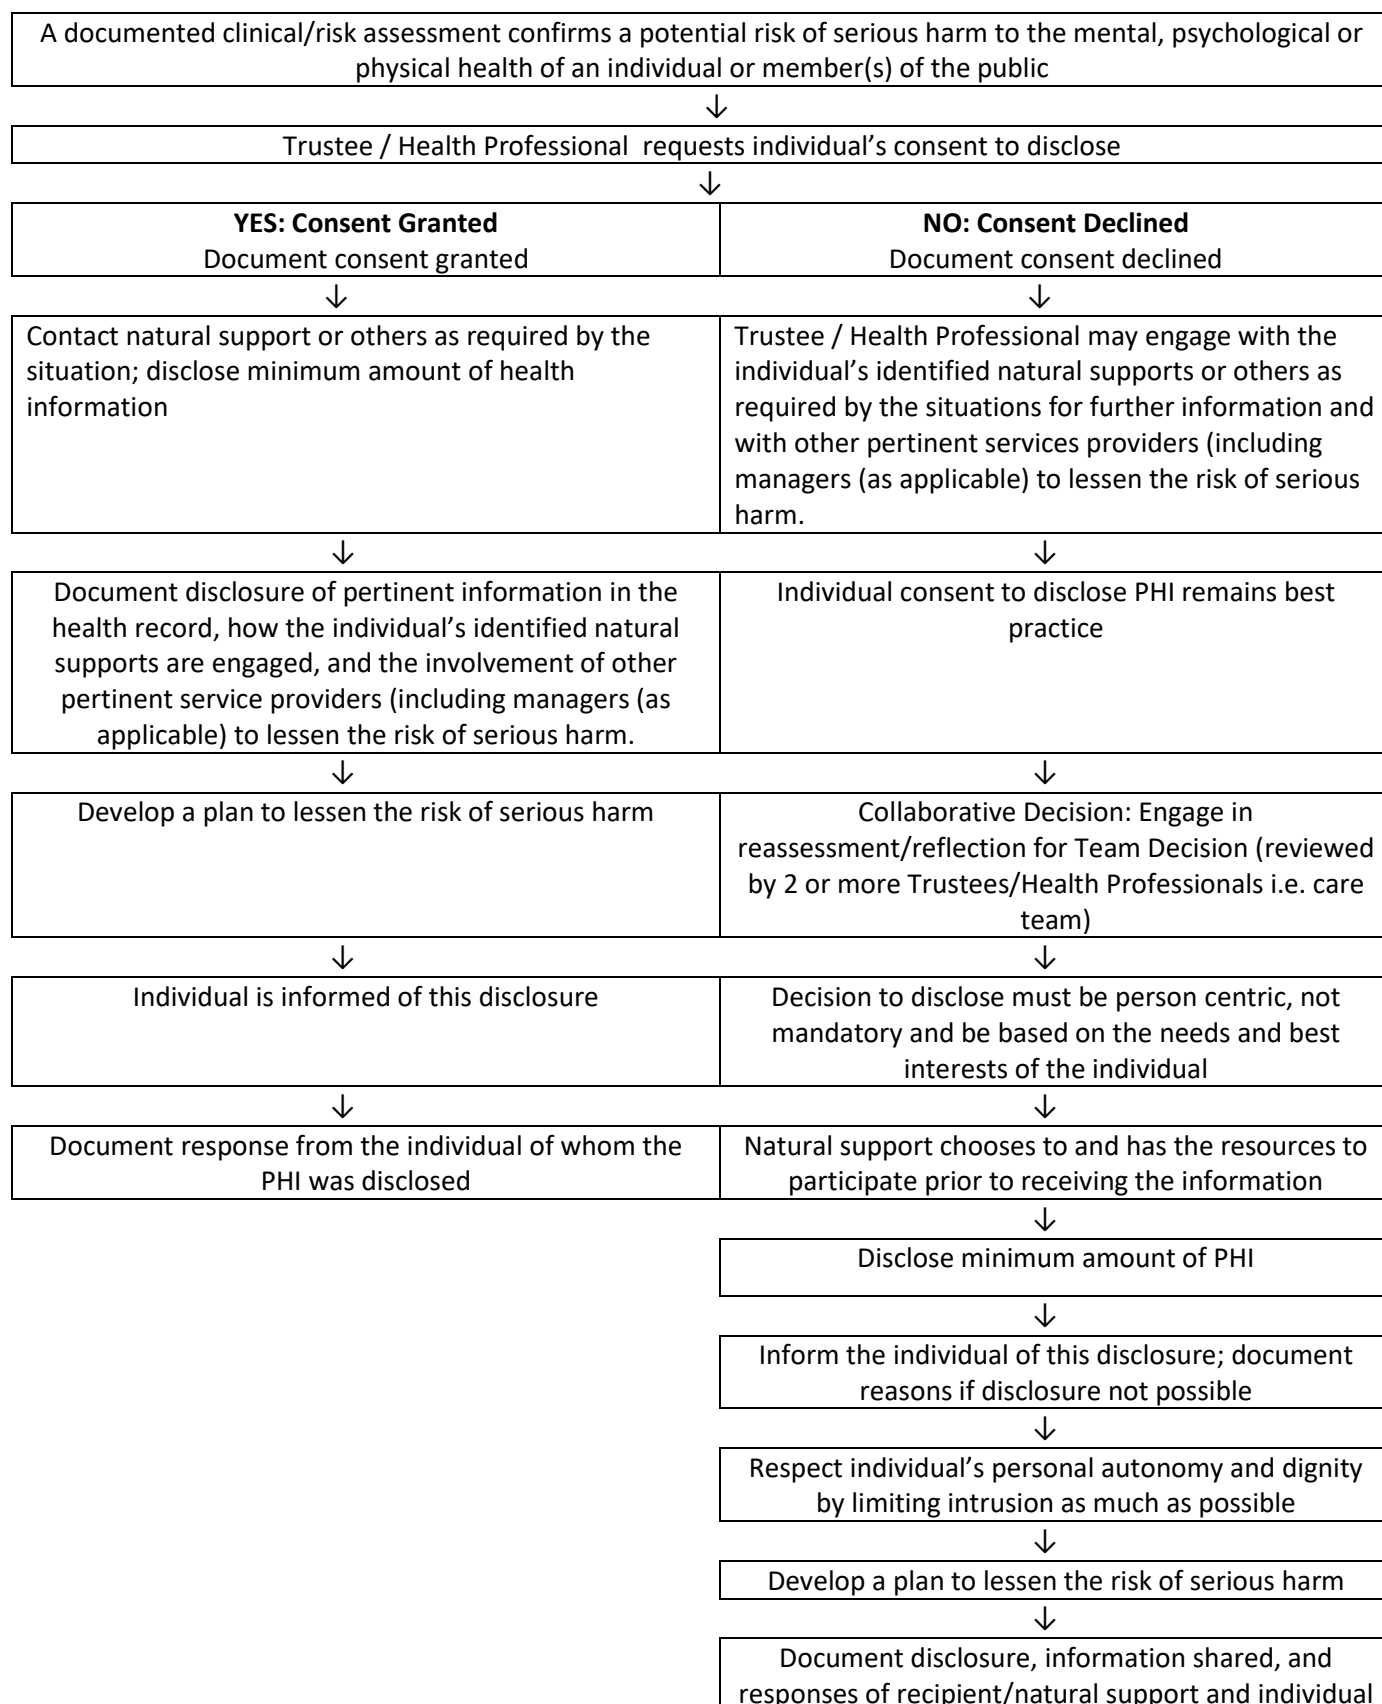 A documented clinical/risk assessment confirms a potential risk of serious harm to the mental, psychological or
physical health of an individual or member(s) of the public
↓
Trustee / Health Professional requests individual’s consent to disclose
↓
YES: Consent Granted
Document consent granted
NO: Consent Declined
Document consent declined
↓
↓
Contact natural support or others as required by the
situation; disclose minimum amount of health
information
Trustee / Health Professional may engage with the
individual’s identified natural supports or others as
required by the situations for further information and
with other pertinent services providers (including
managers (as applicable) to lessen the risk of serious
harm.
↓
↓
Document disclosure of pertinent information in the
health record, how the individual’s identified natural
supports are engaged, and the involvement of other
pertinent service providers (including managers (as
applicable) to lessen the risk of serious harm.
Individual consent to disclose PHI remains best
practice
↓
↓
Develop a plan to lessen the risk of serious harm
Collaborative Decision: Engage in
reassessment/reflection for Team Decision (reviewed
by 2 or more Trustees/Health Professionals i.e. care
team)
↓
↓
Individual is informed of this disclosure
Decision to disclose must be person centric, not
mandatory and be based on the needs and best
interests of the individual
↓
↓
Document response from the individual of whom the
PHI was disclosed
Natural support chooses to and has the resources to
participate prior to receiving the information
↓
Disclose minimum amount of PHI
↓
Inform the individual of this disclosure; document
reasons if disclosure not possible
↓
Respect individual’s personal autonomy and dignity
by limiting intrusion as much as possible
↓
Develop a plan to lessen the risk of serious harm
↓
Document disclosure, information shared, and
responses of recipient/natural support and individual